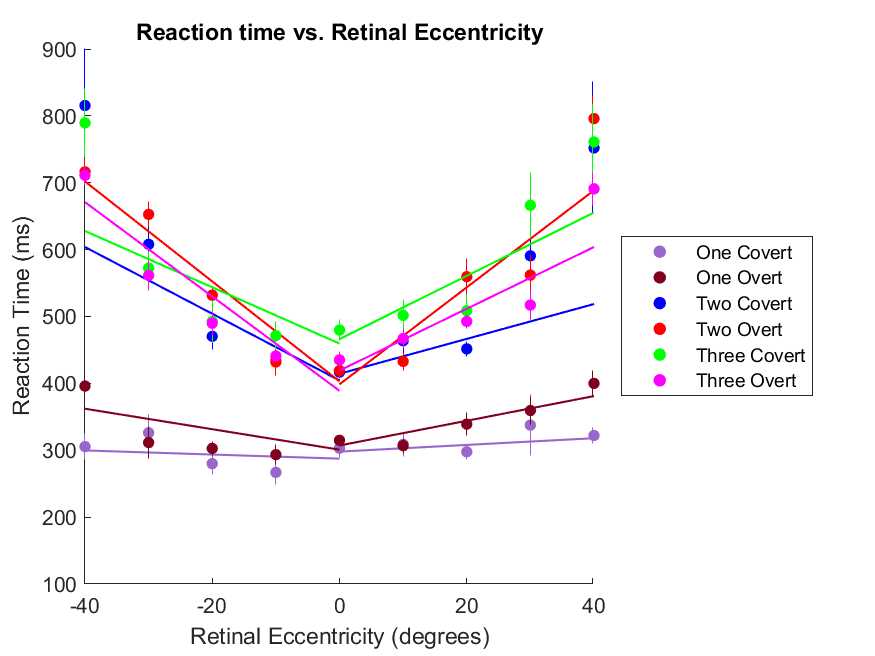 Reaction time vs. Retinal Eccentricity
900
800
700
600
500
400
300
200
100
-40
-20
0
20
40
Reaction Time (ms)
Retinal Eccentricity (degrees)
One Covert
One Overt
Two Covert
Two Overt
Three Covert
Three Overt